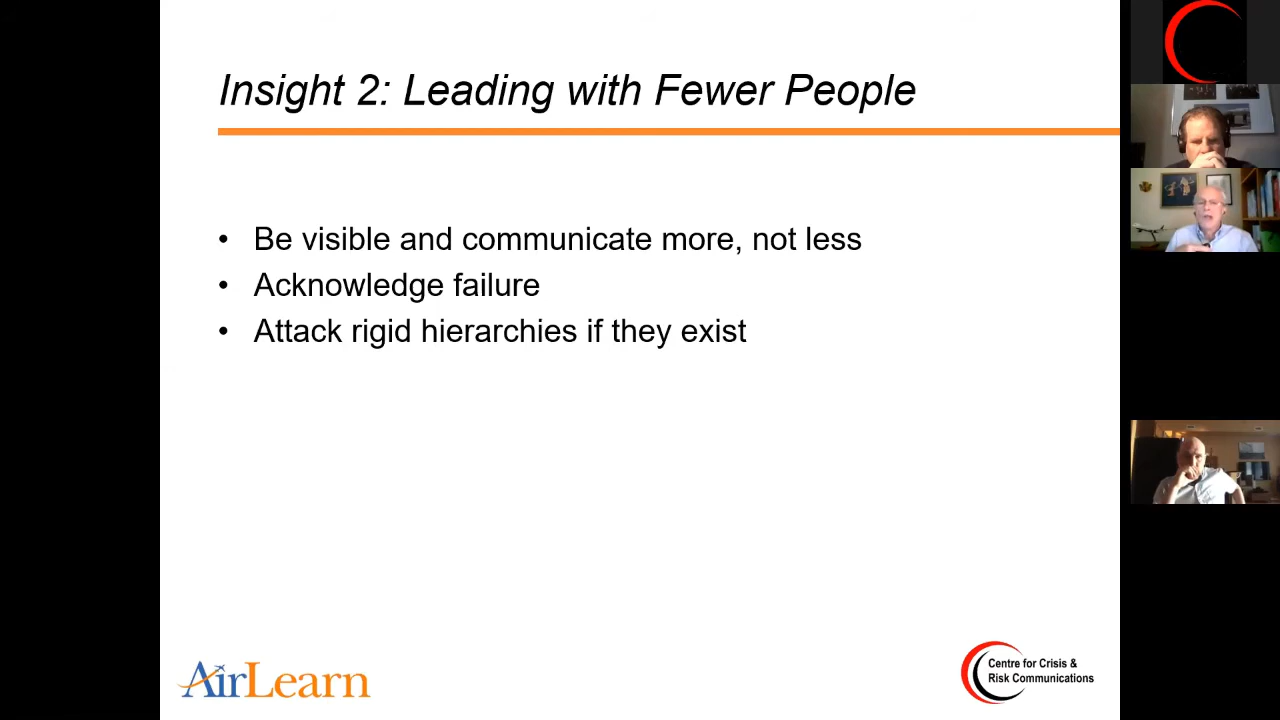 Insight 2: Leading with Fewer People
• Be visible and communicate more, not less
• Acknowledge failure
• Attack rigid hierarchies if they exist
AirLearn
Centre for Crisis &
Risk Communications